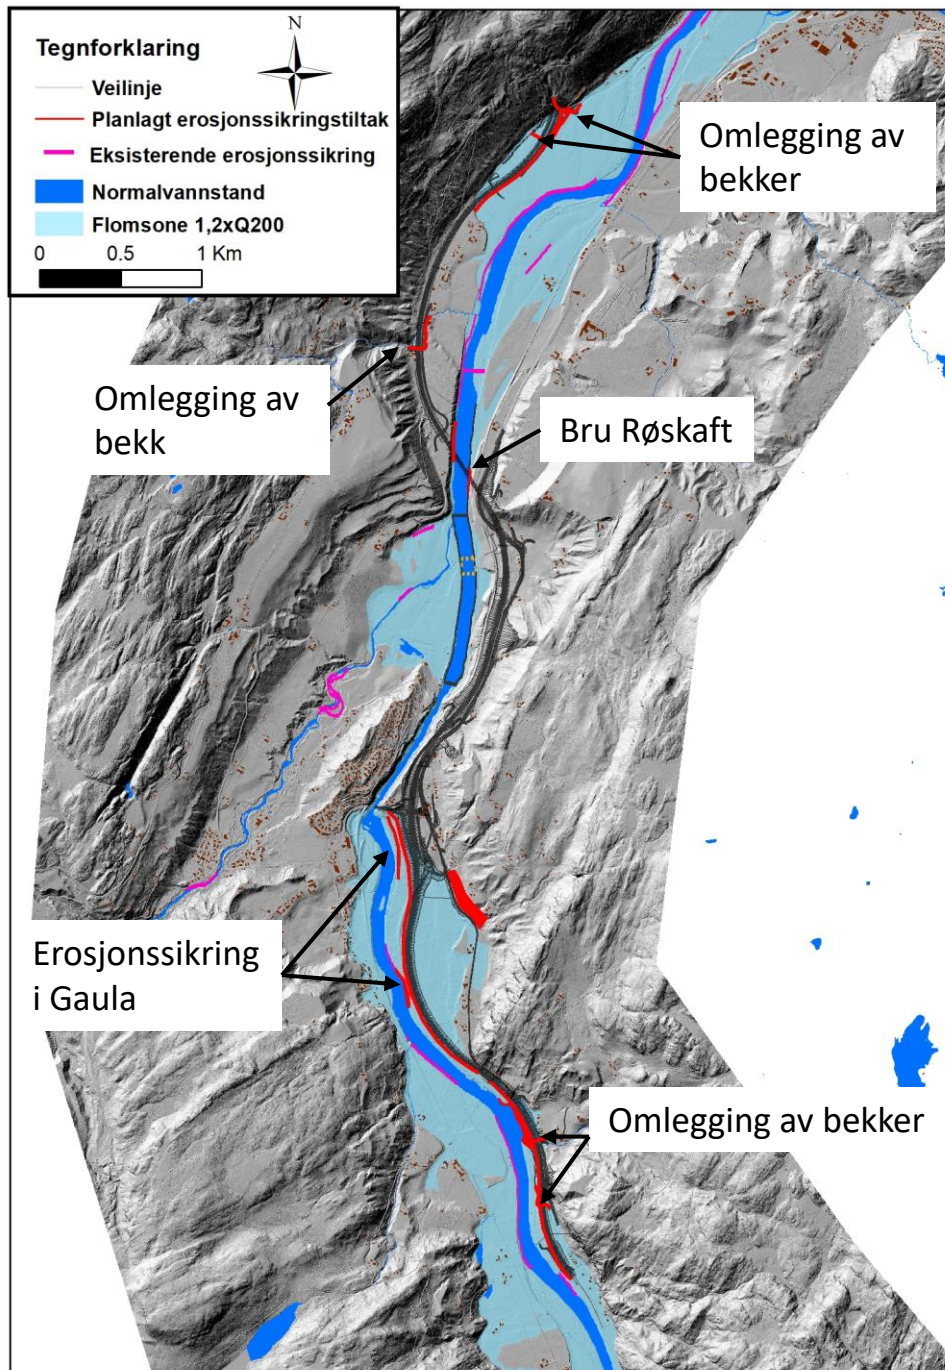 Tegnforklaring
N
Veilinje
Planlagt erosjonssikringstiltak
Eksisterende erosjonssikring
Normalvannstand
Flomsone 1,2xQ200
0 0.5 1 Km
Omlegging av
bekker
Omlegging av
bekk
Bru Røskaft
Erosjonssikring
i Gaula
Omlegging av bekker